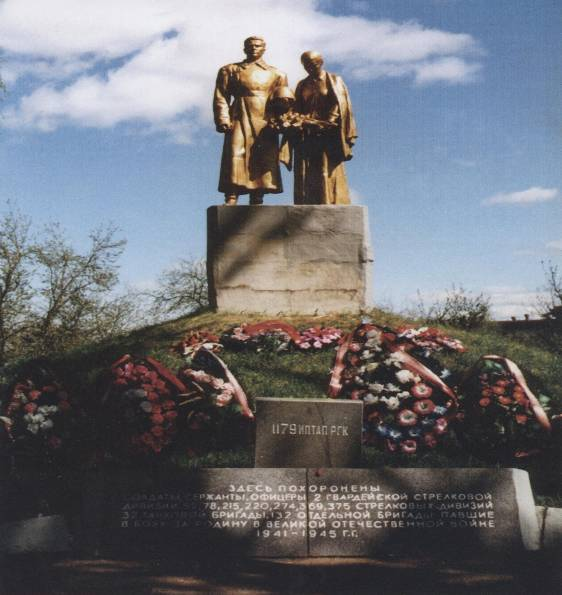 1179 ИПТАП РГК
ЗДЕСЬ ПОХОРОНЕНЫ
СОЛДАТЫ, СЕРЖАНТЫ, ОФИЦЕРЫ 2 ГВАРДЕЙСКОЙ СТРЕЛКОВОЙ
ДИВИЗИИ, 78, 215, 220, 274, 369, 375 СТРЕЛКОВЫХ ДИВИЗИЙ
32 ТАНКОВОЙ БРИГАДЫ, 132 ОТДЕЛЬНОЙ БРИГАДЫ, ПАВШИЕ
В БОЯХ ЗА РОДИНУ В ВЕЛИКОЙ ОТЕЧЕСТВЕННОЙ ВОЙНЕ
1941-1945 Г.Г.